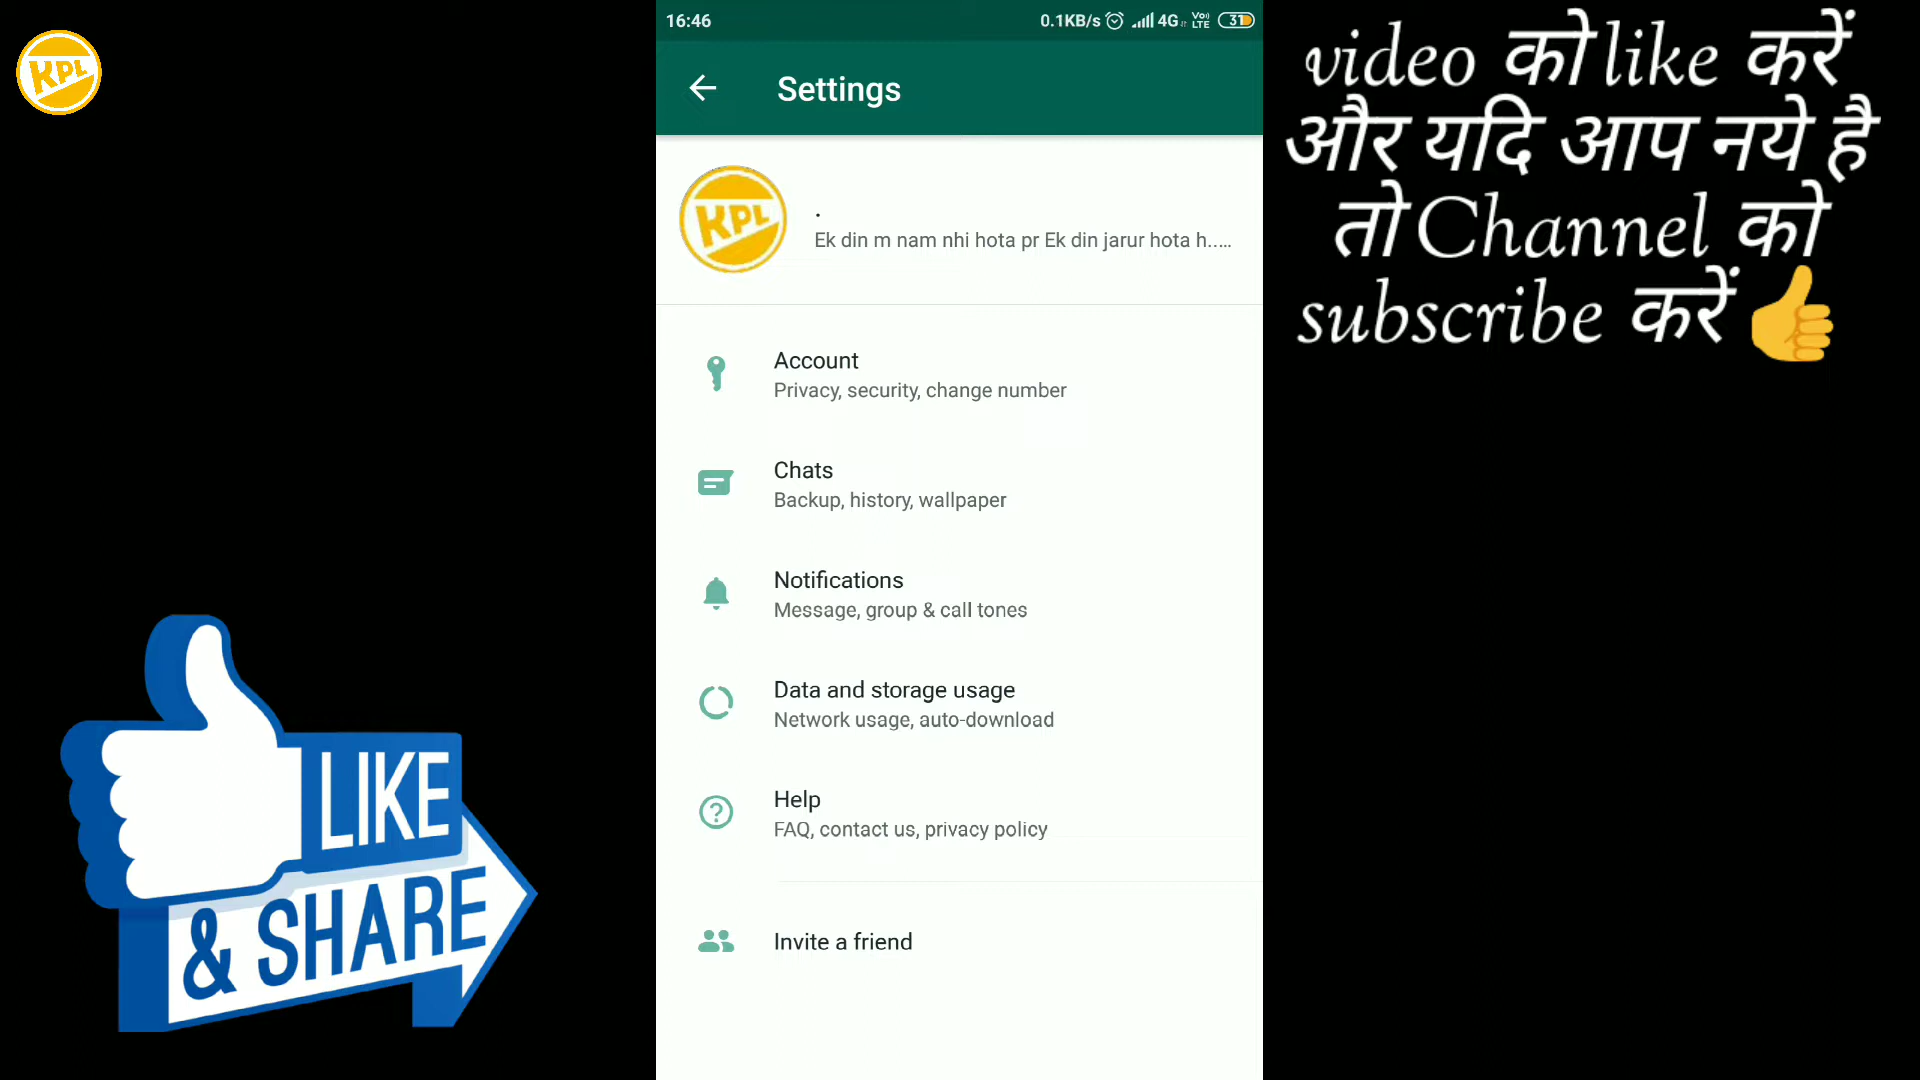 KPL
16:46
0.1KB/s 4G Vo) LTE 31
Settings
KPL
.
Ek din m nam nhi hota pr Ek din jarur hota h.....
Account
Privacy, security, change number
Chats
Backup, history, wallpaper
Notifications
Message, group & call tones
Data and storage usage
Network usage, auto-download
Help
FAQ, contact us, privacy policy
Invite a friend
video को like करें
और यदि आप नये है
तो Channel को
subscribe करें 👍
LIKE
& SHARE